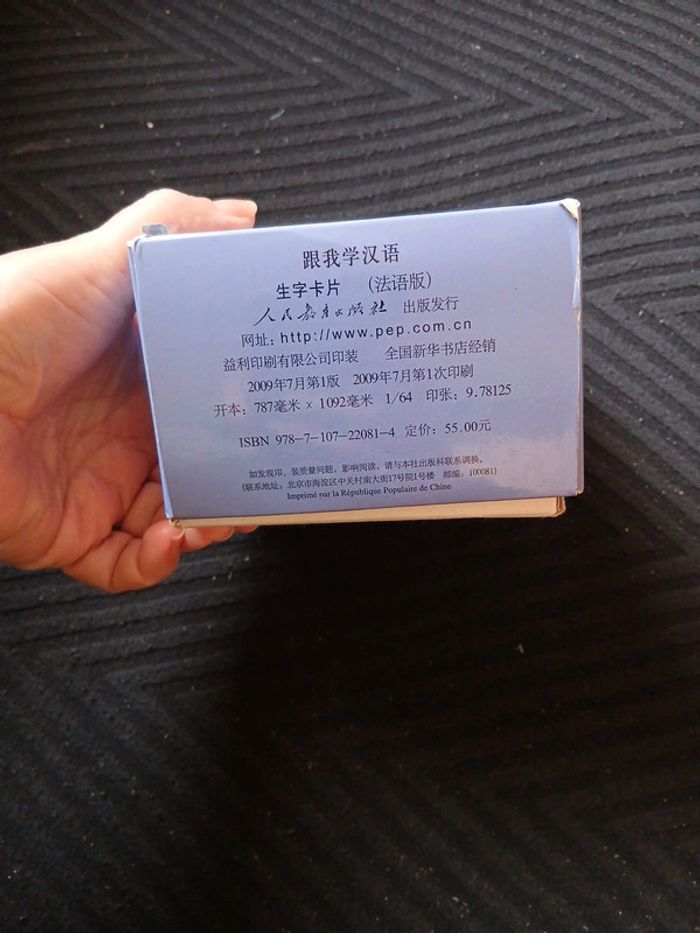 跟我学汉语
生字卡片 （法语版）
人民教育出版社 出版发行
网址：http://www.pep.com.cn
益利印刷有限公司印装 全国新华书店经销
2009年7月第1版 2009年7月第1次印刷
开本：787毫米 × 1092毫米 1/64 印张：9.78125
ISBN 978-7-107-22081-4 定价：55.00元
如发现印、装质量问题，影响阅读，请与本社出版科联系调换。
（联系地址：北京市海淀区中关村南大街17号院1号楼 邮编：100081）
Imprimé par la République Populaire de Chine